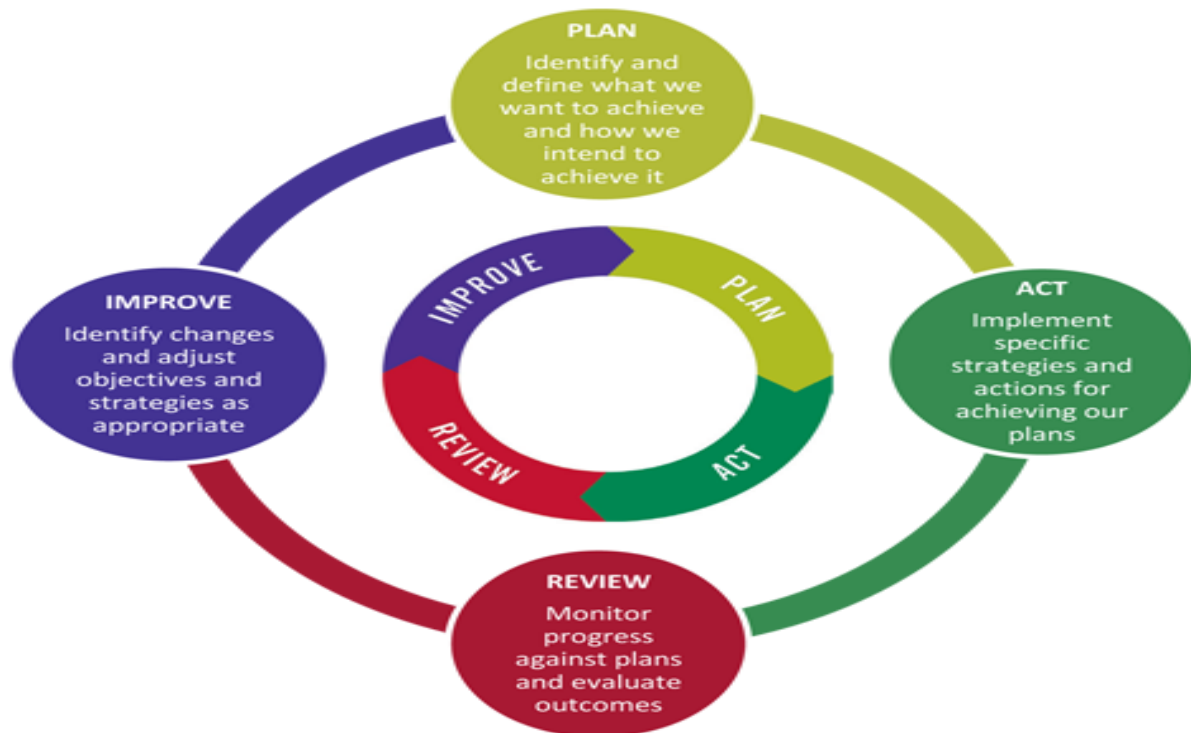 PLAN
Identify and
define what we
want to achieve
and how we
intend to
achieve it
IMPROVE
Identify changes
and adjust
objectives and
strategies as
appropriate
IMPROVE
PLAN
REVIEW
ACT
ACT
Implement
specific
strategies and
actions for
achieving our
plans
REVIEW
Monitor
progress
against plans
and evaluate
outcomes